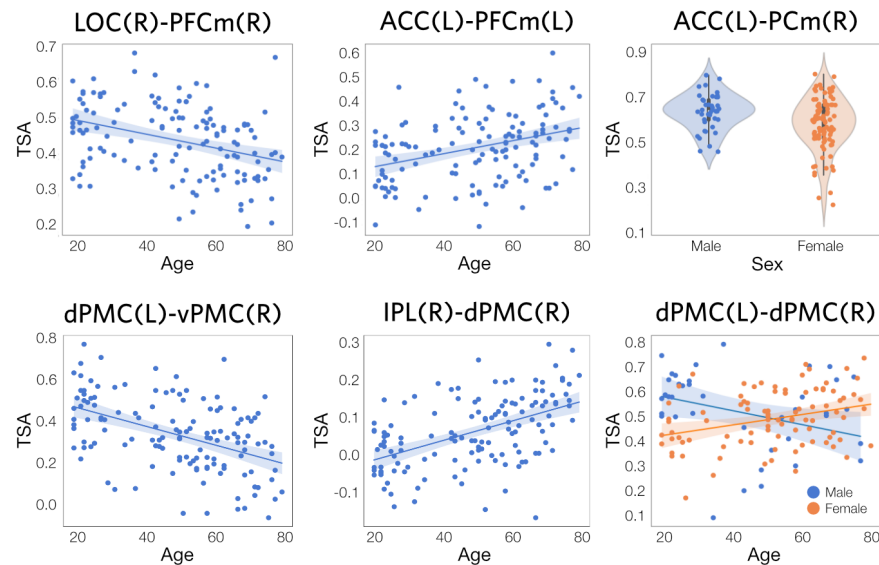 LOC(R)-PFCm(R)
ACC(L)-PFCm(L)
ACC(L)-PCm(R)
TSA
0.7
0.6
0.5
0.4
0.3
0.2
20 40 60 80
Age
TSA
0.6
0.5
0.4
0.3
0.2
0.1
0.0
-0.1
20 40 60 80
Age
TSA
0.9
0.7
0.5
0.3
0.1
Male Female
Sex
dPMC(L)-vPMC(R)
IPL(R)-dPMC(R)
dPMC(L)-dPMC(R)
TSA
0.8
0.6
0.4
0.2
0.0
20 40 60 80
Age
TSA
0.3
0.2
0.1
0.0
-0.1
20 40 60 80
Age
TSA
0.8
0.7
0.6
0.5
0.4
0.3
0.2
0.1
Male
Female
20 40 60 80
Age